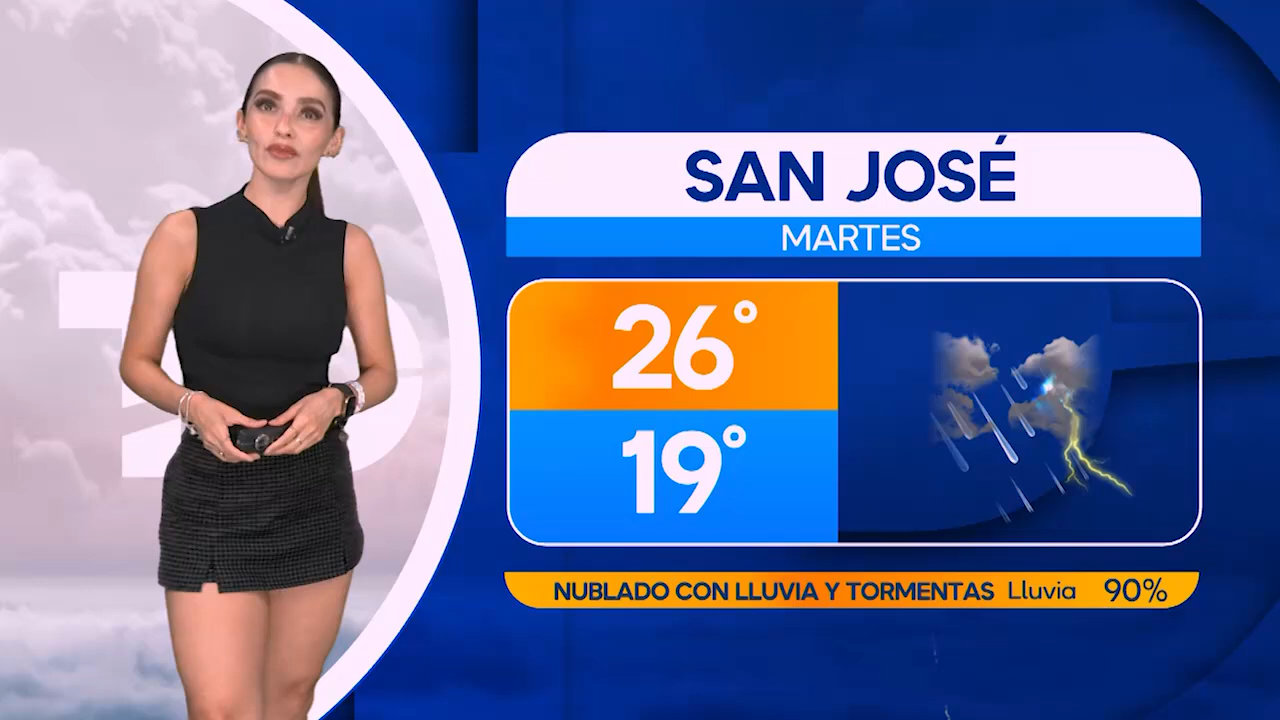 SAN JOSÉ
MARTES
26°
19°
NUBLADO CON LLUVIA Y TORMENTAS Lluvia 90%